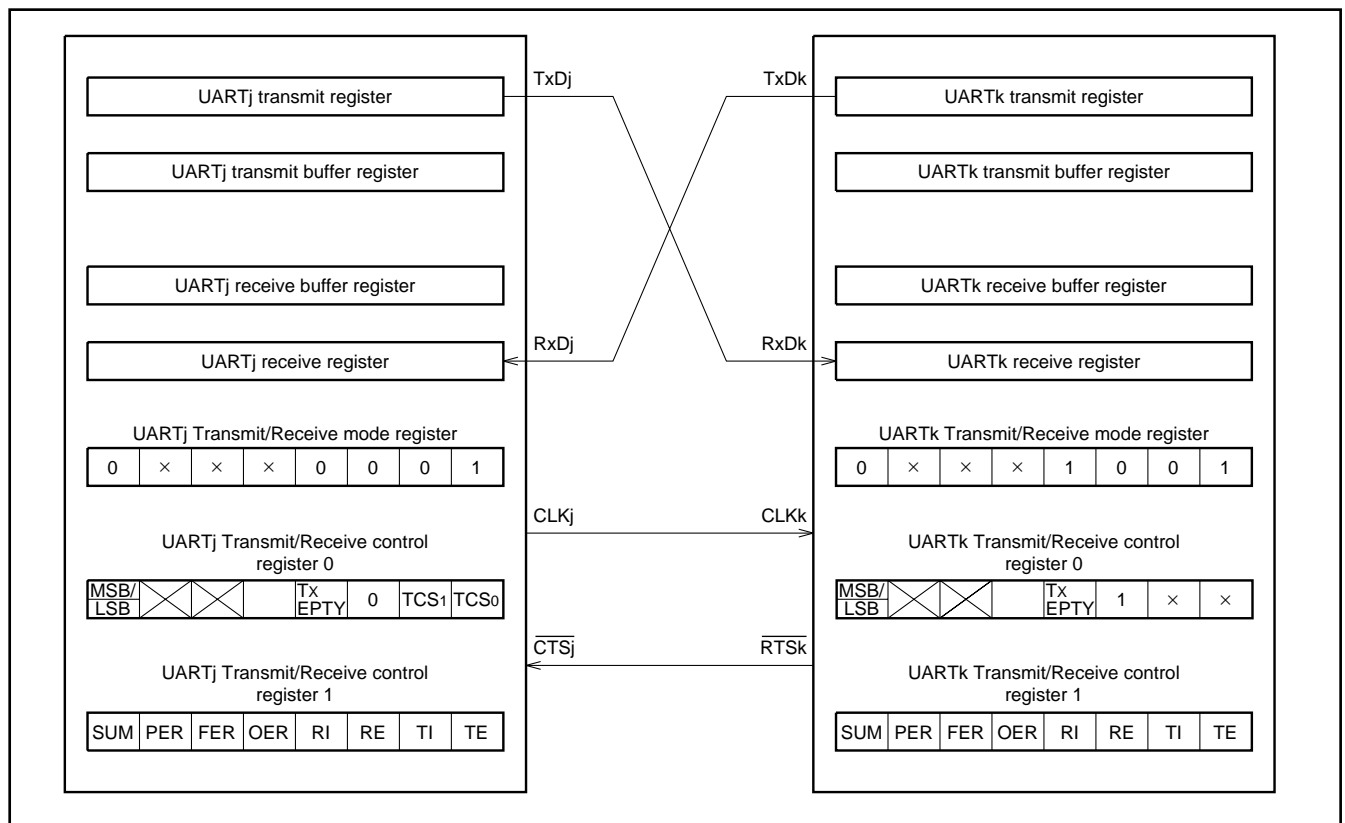 TxDj TxDk
UARTj transmit register
UARTk transmit register
UARTj transmit buffer register
UARTk transmit buffer register
UARTj receive buffer register
UARTk receive buffer register
RxDj RxDk
UARTj receive register
UARTk receive register
UARTj Transmit/Receive mode register
0 × × × 0 0 0 1
UARTk Transmit/Receive mode register
0 × × × 1 0 0 1
CLKj CLKk
UARTj Transmit/Receive control
register 0
MSB/
LSB
Tx
EPTY
0 TCS1 TCS0
UARTk Transmit/Receive control
register 0
MSB/
LSB
Tx
EPTY
1 × ×
CTSj RTSk
UARTj Transmit/Receive control
register 1
SUM PER FER OER RI RE TI TE
UARTk Transmit/Receive control
register 1
SUM PER FER OER RI RE TI TE